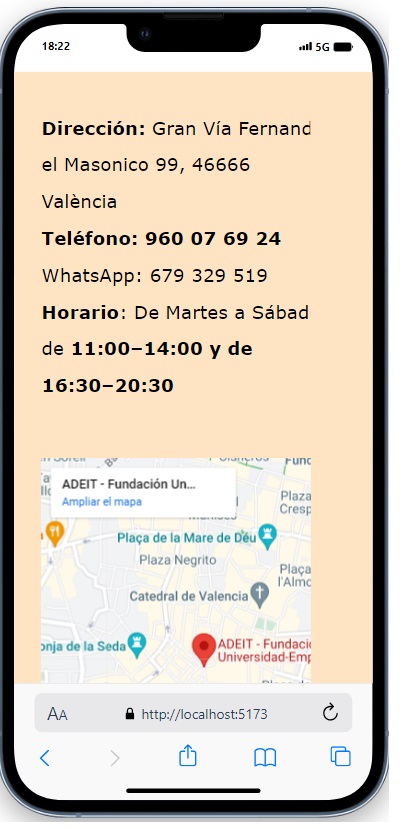 18:22
5G
Dirección: Gran Vía Fernand
el Masonico 99, 46666
València
Teléfono: 960 07 69 24
WhatsApp: 679 329 519
Horario: De Martes a Sábad
de 11:00–14:00 y de
16:30–20:30
ADEIT - Fundación Un...
Ampliar el mapa
Plaza
Cresp
Plaça de la Mare de Déu
Plaza Negrito
Plaça
l'Almo
Catedral de Valencia
onja de la Seda
ADEIT - Fundaci
Universidad-Emp
AA
http://localhost:5173